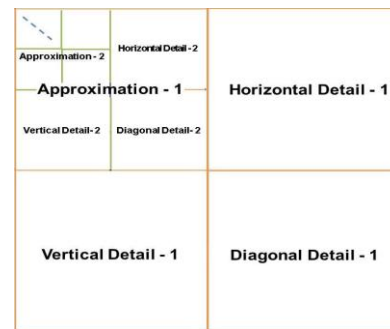 Horizontal Detail-2
Approximation - 2
Approximation - 1
Horizontal Detail - 1
Vertical Detail-2
Diagonal Detail-2
Vertical Detail - 1
Diagonal Detail - 1